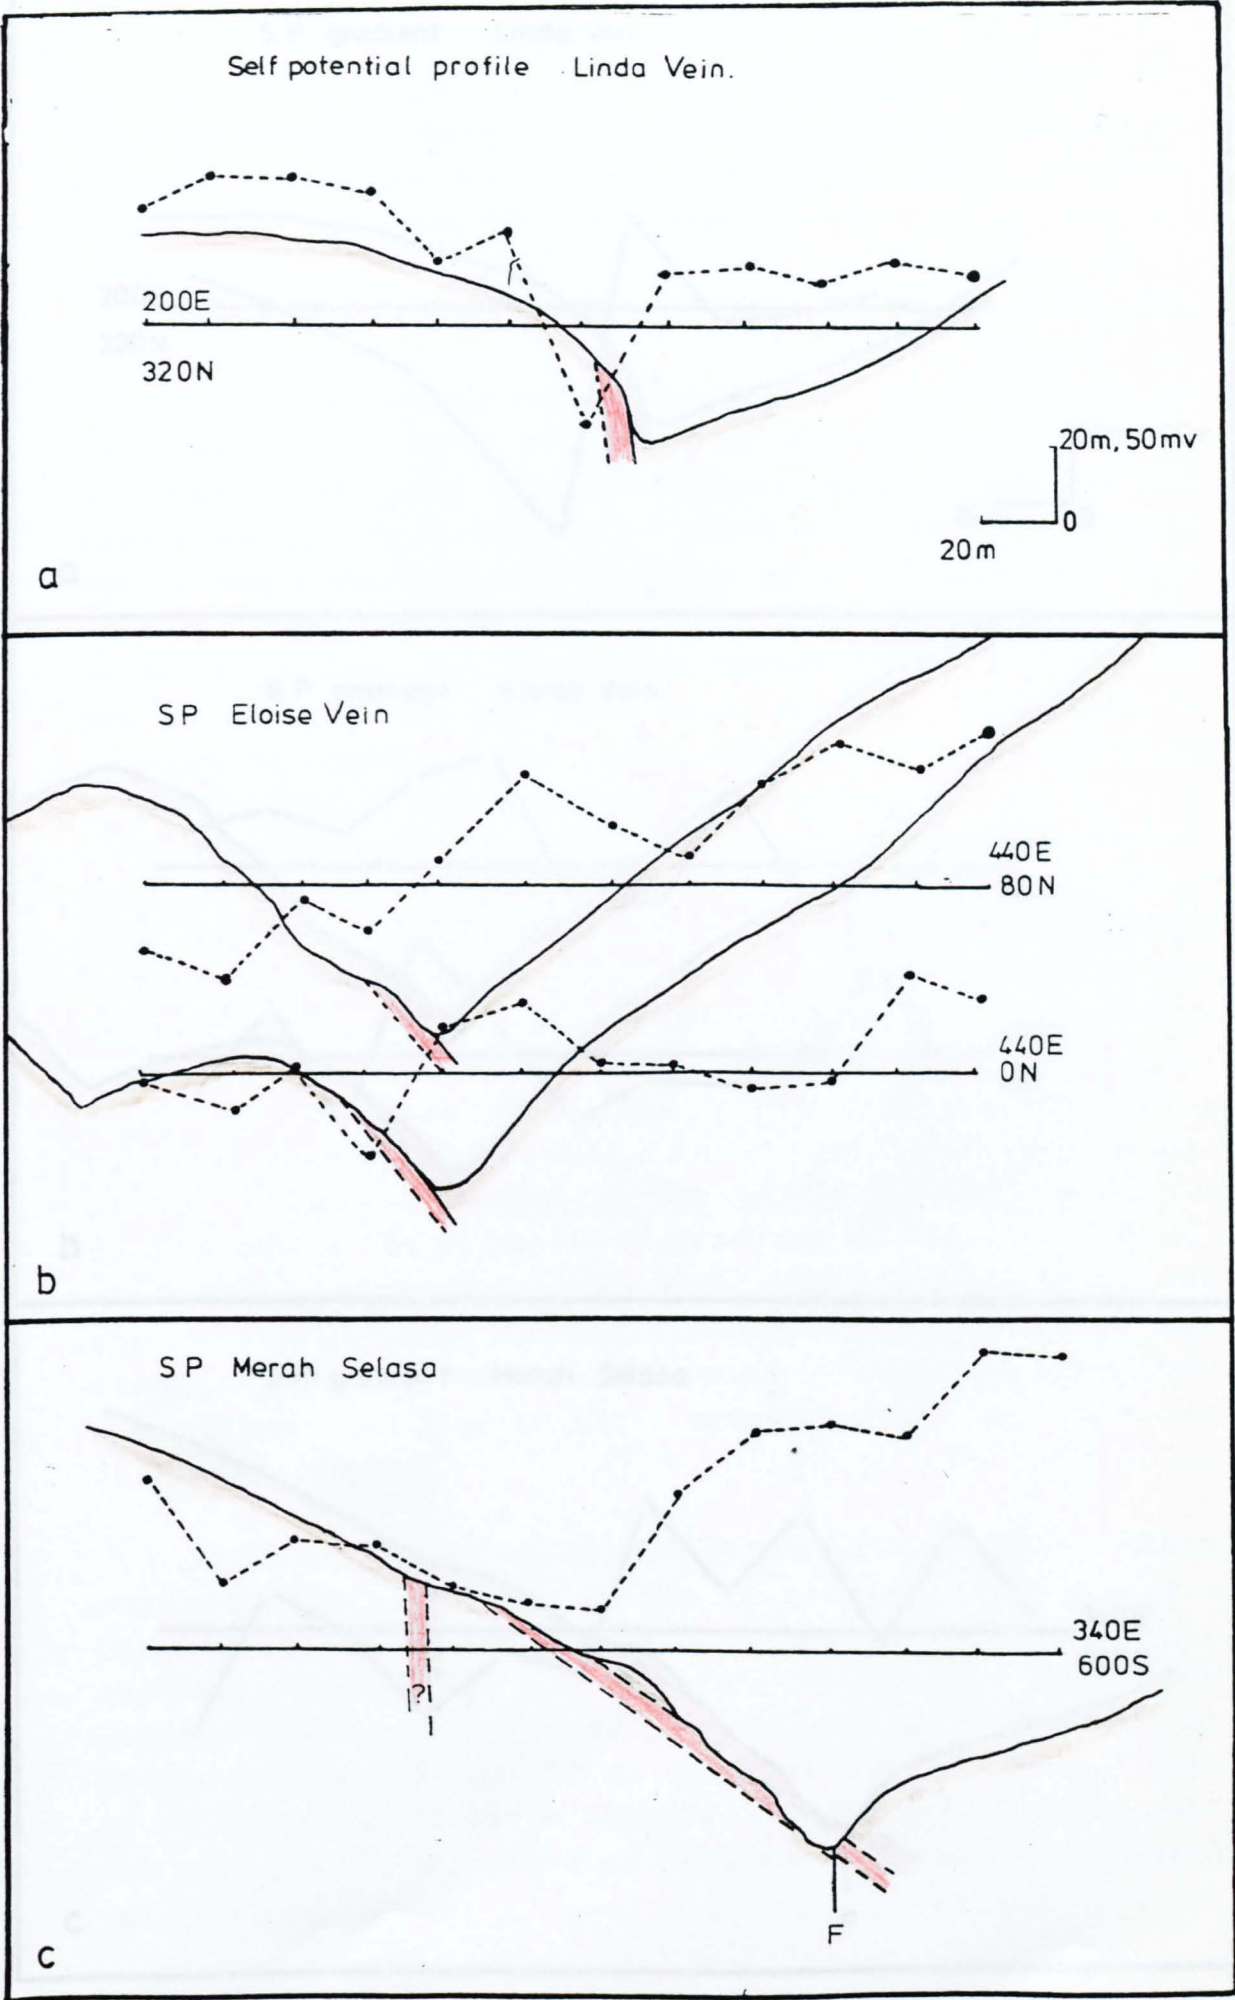 Self potential profile Linda Vein.
200E
320N
20m, 50mv
0
20m
a
SP Eloise Vein
440E
80N
440E
0N
b
SP Merah Selasa
340E
600S
?
F
c